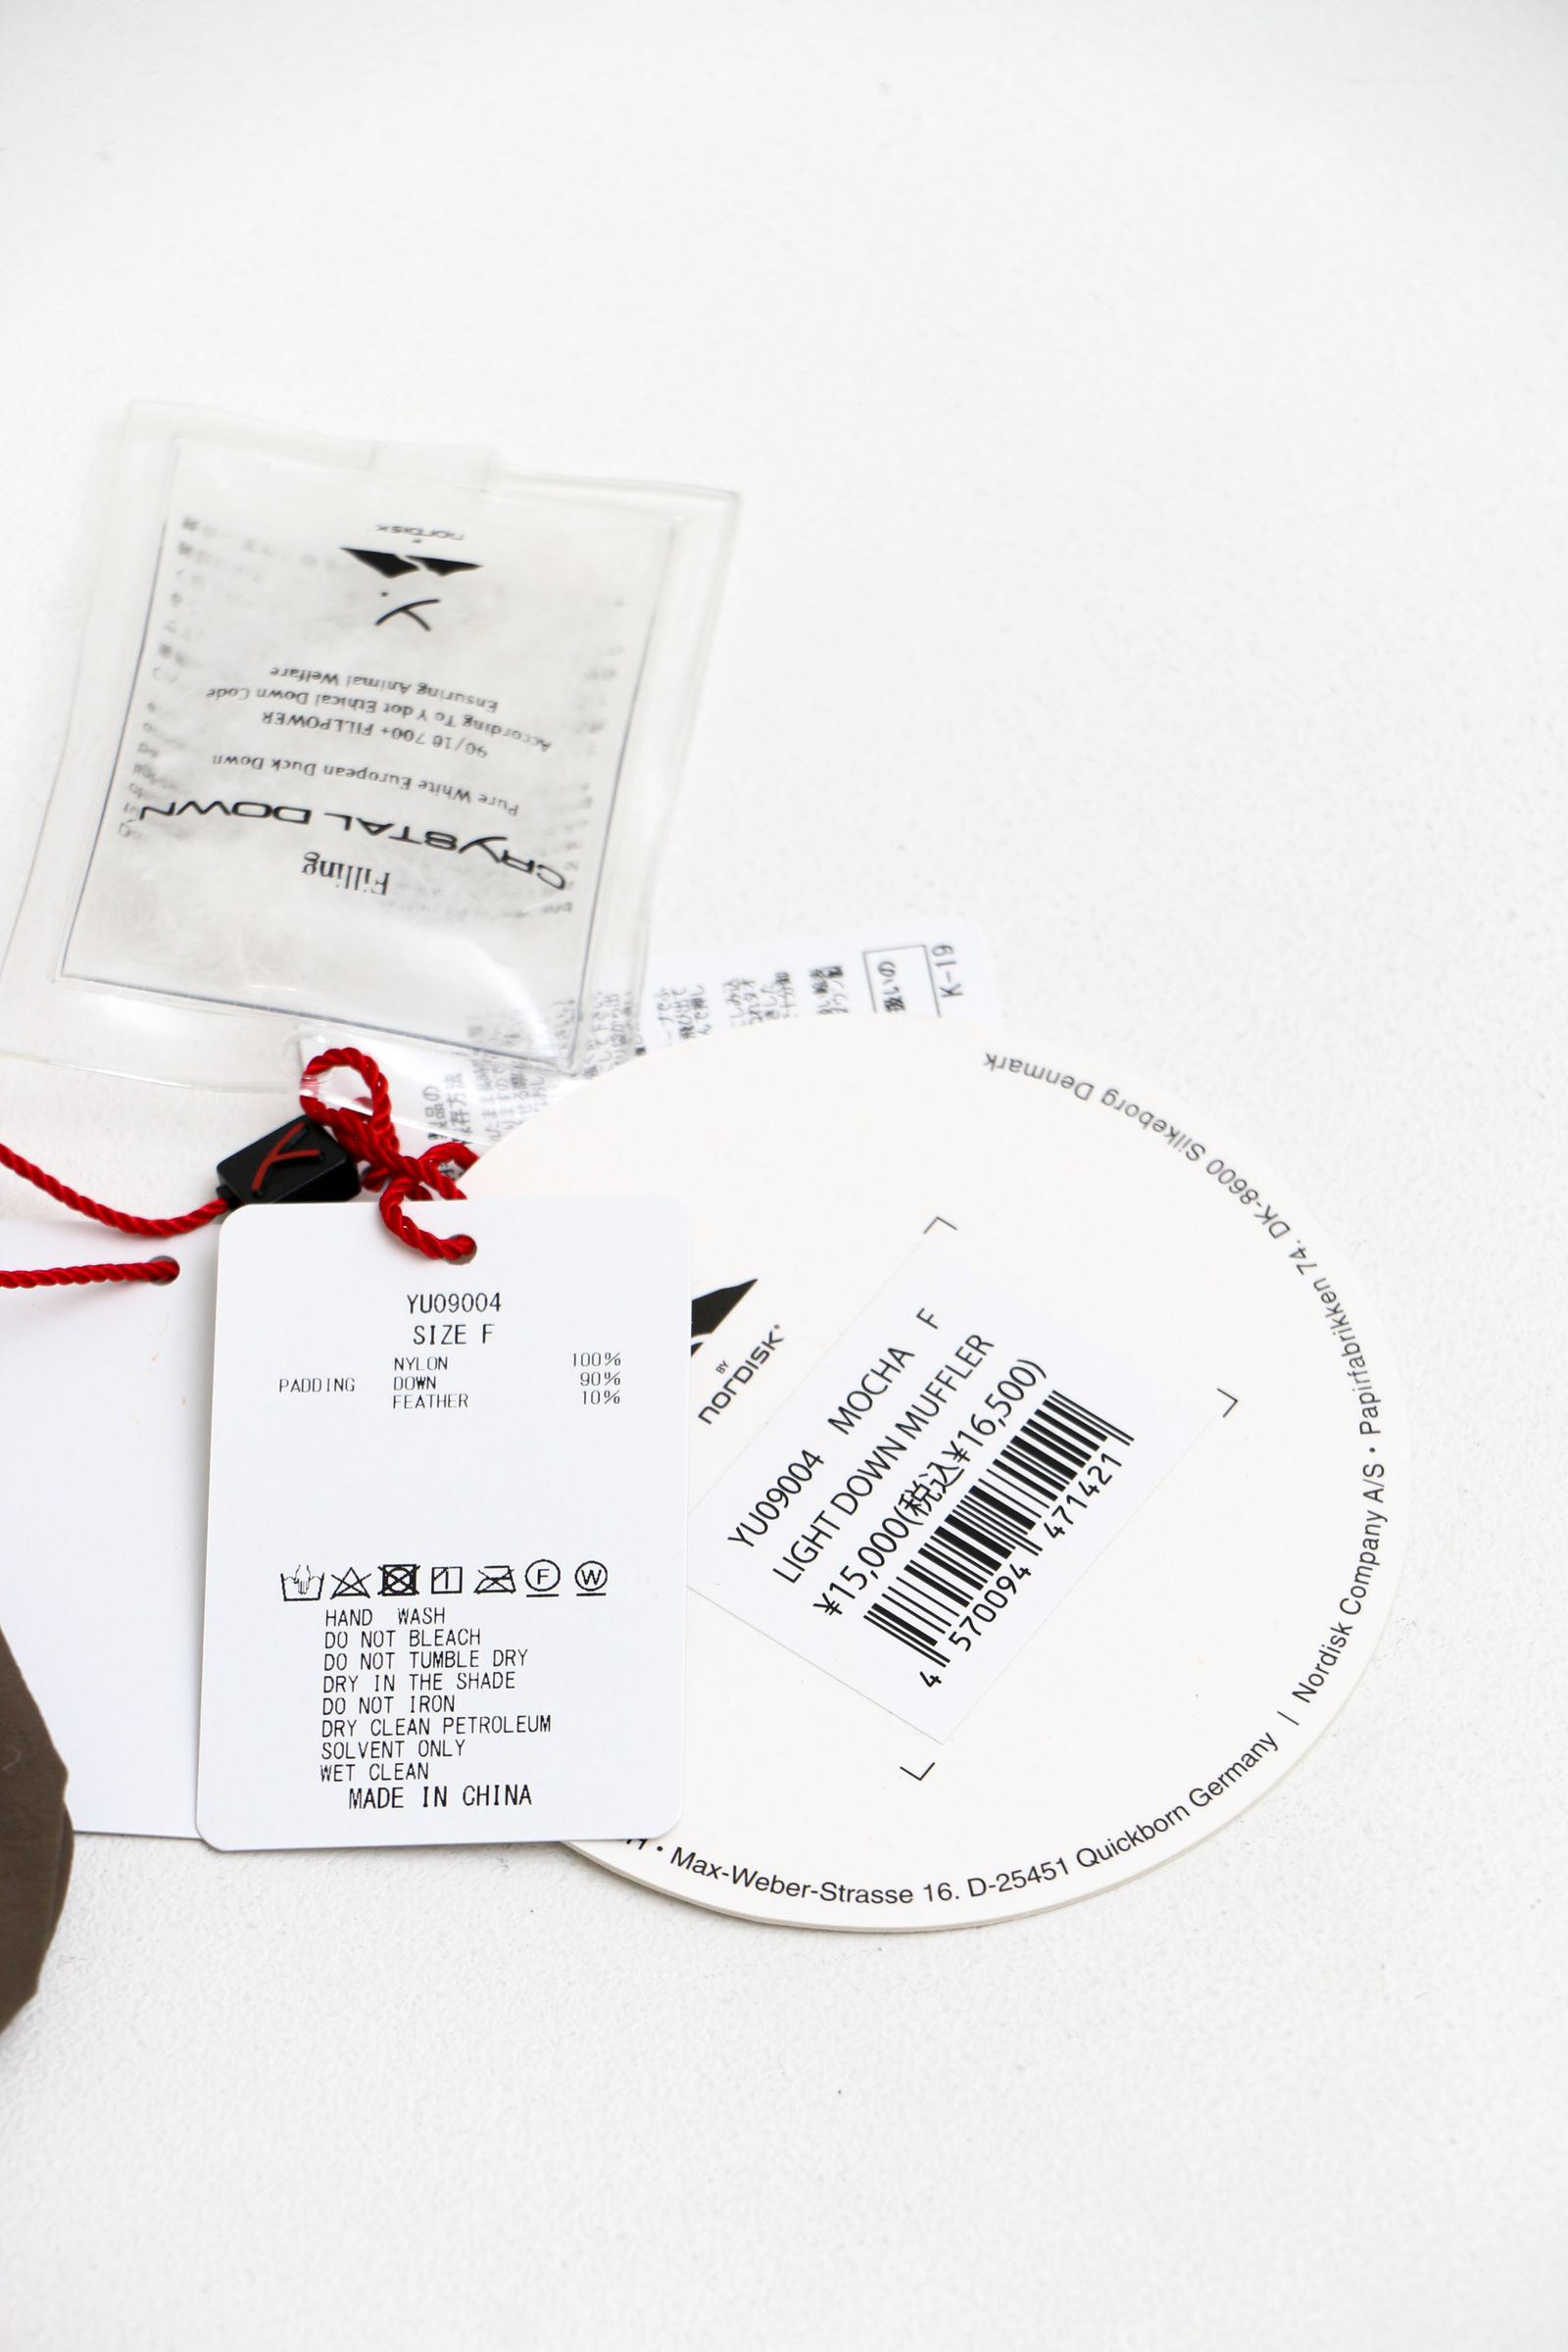 Filling
CRYSTAL DOWN
Pure White European Duck Down
90/10 700+ FILLPOWER
According To Y dot Ethical Down Code
Ensuring Animal Welfare
Y.
nordisk
K-19
YU09004
SIZE F
NYLON 100%
PADDING DOWN 90%
FEATHER 10%
F W
HAND WASH
DO NOT BLEACH
DO NOT TUMBLE DRY
DRY IN THE SHADE
DO NOT IRON
DRY CLEAN PETROLEUM
SOLVENT ONLY
WET CLEAN
MADE IN CHINA
BY
nordisk
YU09004 MOCHA F
LIGHT DOWN MUFFLER
¥15,000(税込¥16,500)
4 570094 471421
• Max-Weber-Strasse 16. D-25451 Quickborn Germany | Nordisk Company A/S • Papirfabrikken 74. DK-8600 Silkeborg Denmark